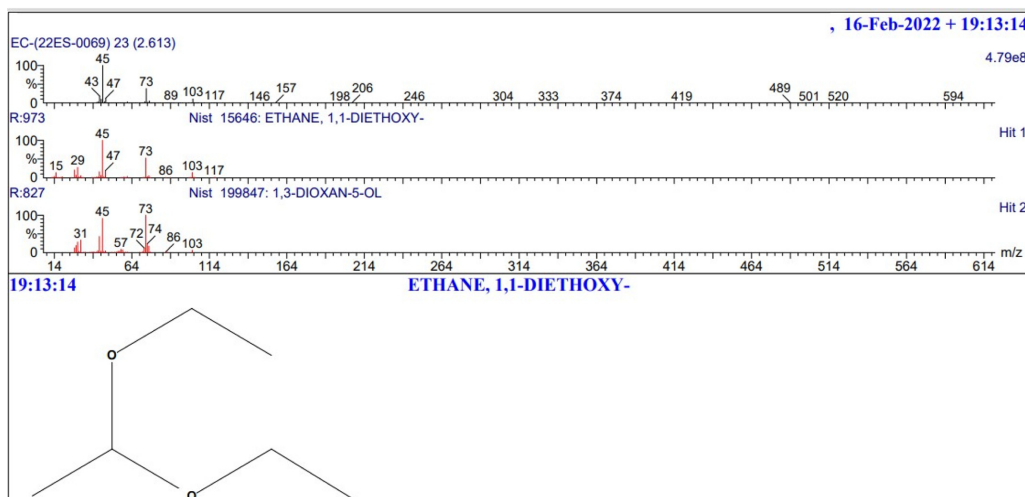 , 16-Feb-2022 + 19:13:14
EC-(22ES-0069) 23 (2.613)
4.79e8
100
%
0
43 45 47 73 89 103 117 146 157 198 206 246 304 333 374 419 489 501 520 594
R:973 Nist 15646: ETHANE, 1,1-DIETHOXY- Hit 1
100
%
0
15 29 45 47 73 86 103 117
R:827 Nist 199847: 1,3-DIOXAN-5-OL Hit 2
100
%
0
31 45 57 72 73 74 86 103
14 64 114 164 214 264 314 364 414 464 514 564 614 m/z
19:13:14 ETHANE, 1,1-DIETHOXY-
O
O